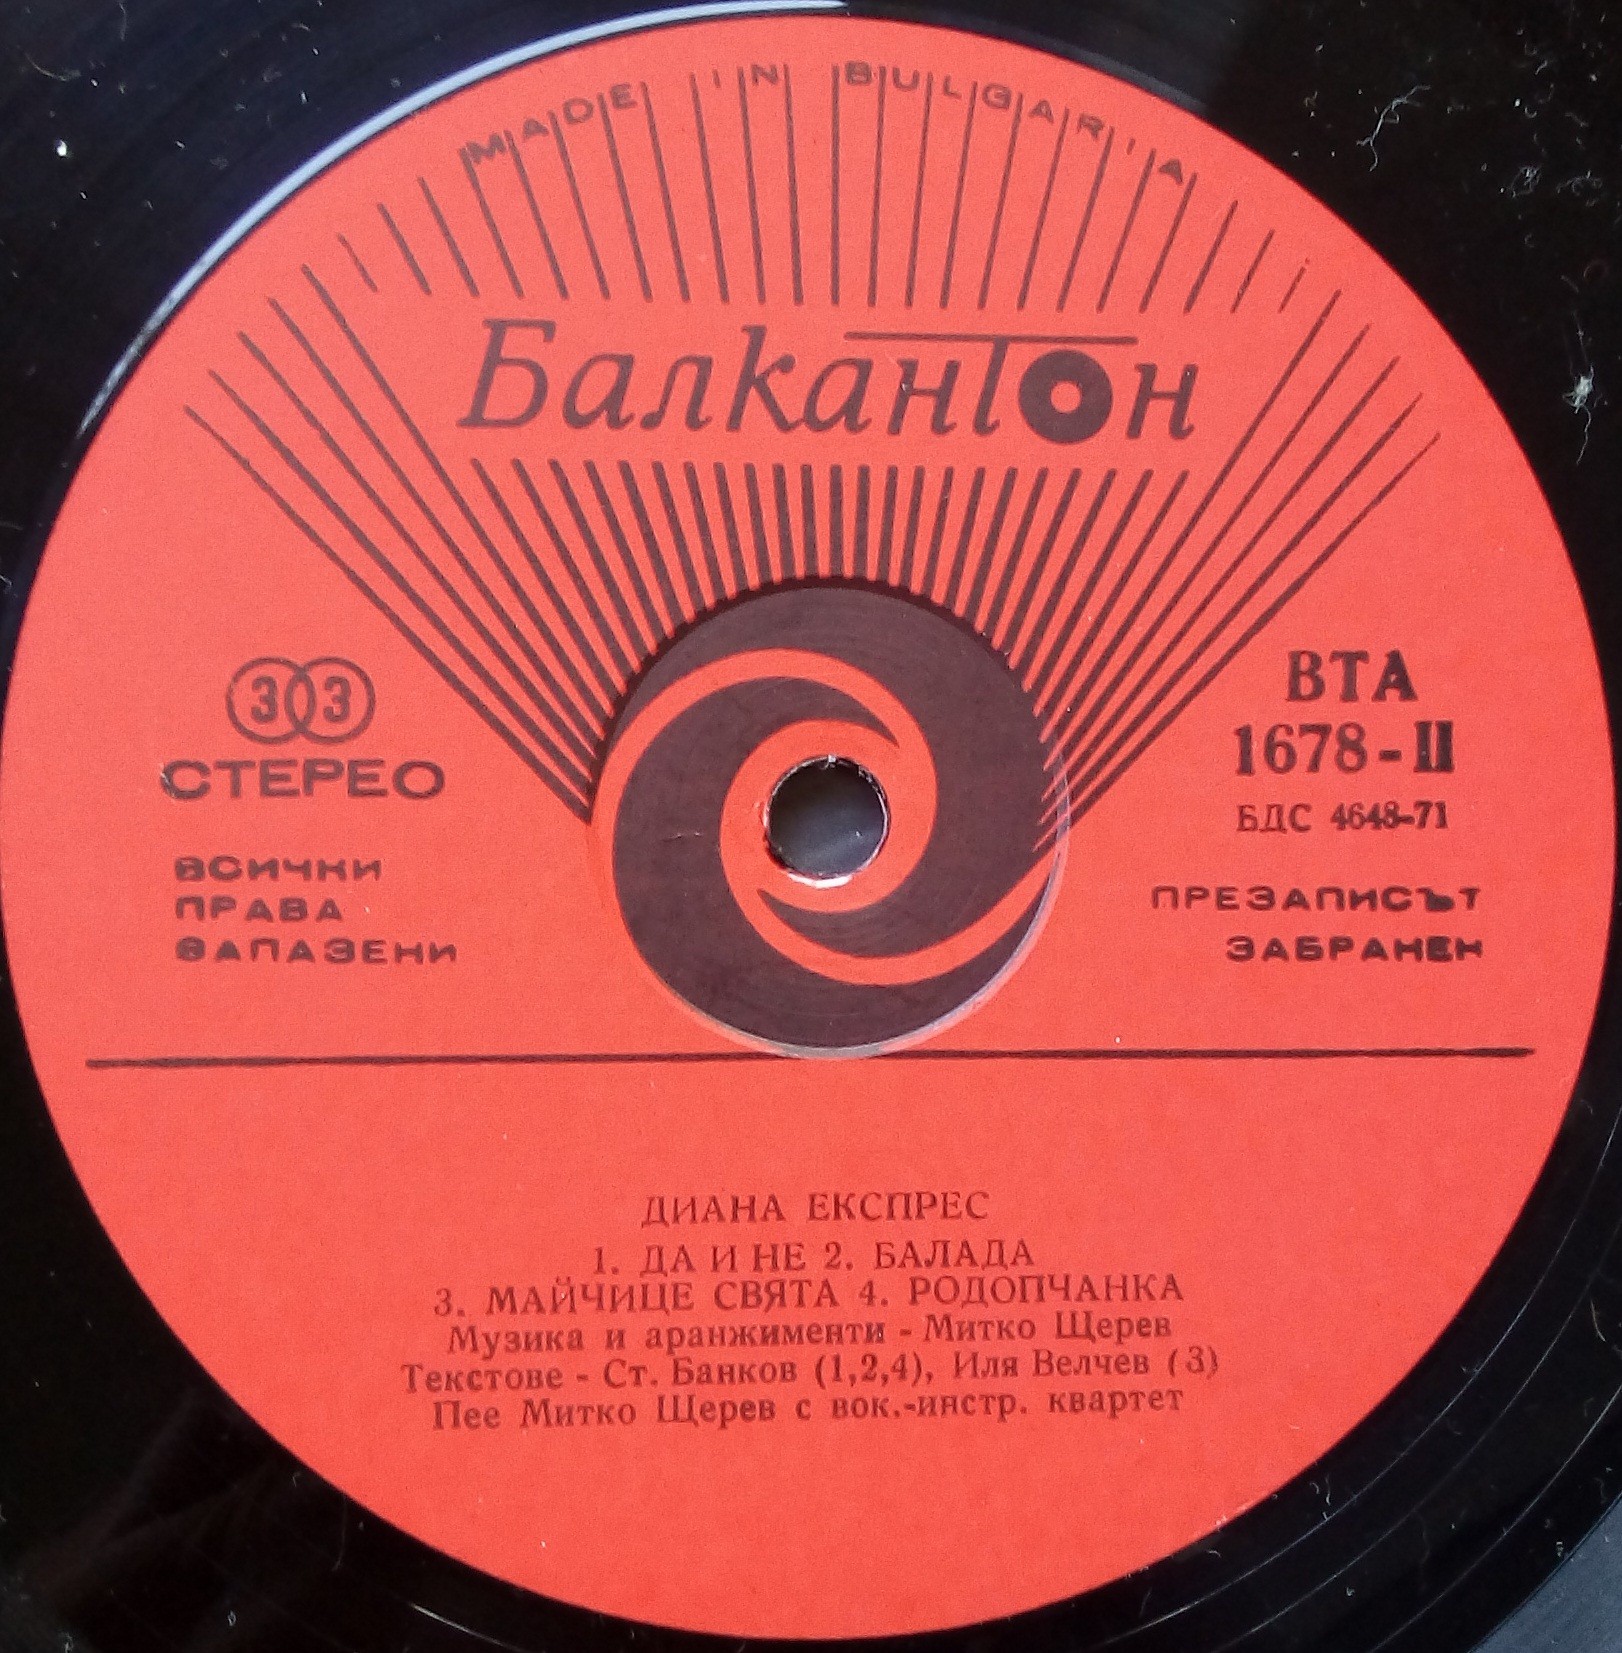 MADE IN BULGARIA
Балкантон
33
СТЕРЕО
ВСИЧКИ
ПРАВА
ЗАПАЗЕНИ
ВТА
1678-II
БДС 4648-71
ПРЕЗАПИСЪТ
ЗАБРАНЕН
ДИАНА ЕКСПРЕС
1. ДА И НЕ 2. БАЛАДА
3. МАЙЧИЦЕ СВЯТА 4. РОДОПЧАНКА
Музика и аранжименти - Митко Щерев
Текстове - Ст. Банков (1,2,4), Иля Велчев (3)
Пее Митко Щерев с вок.-инстр. квартет